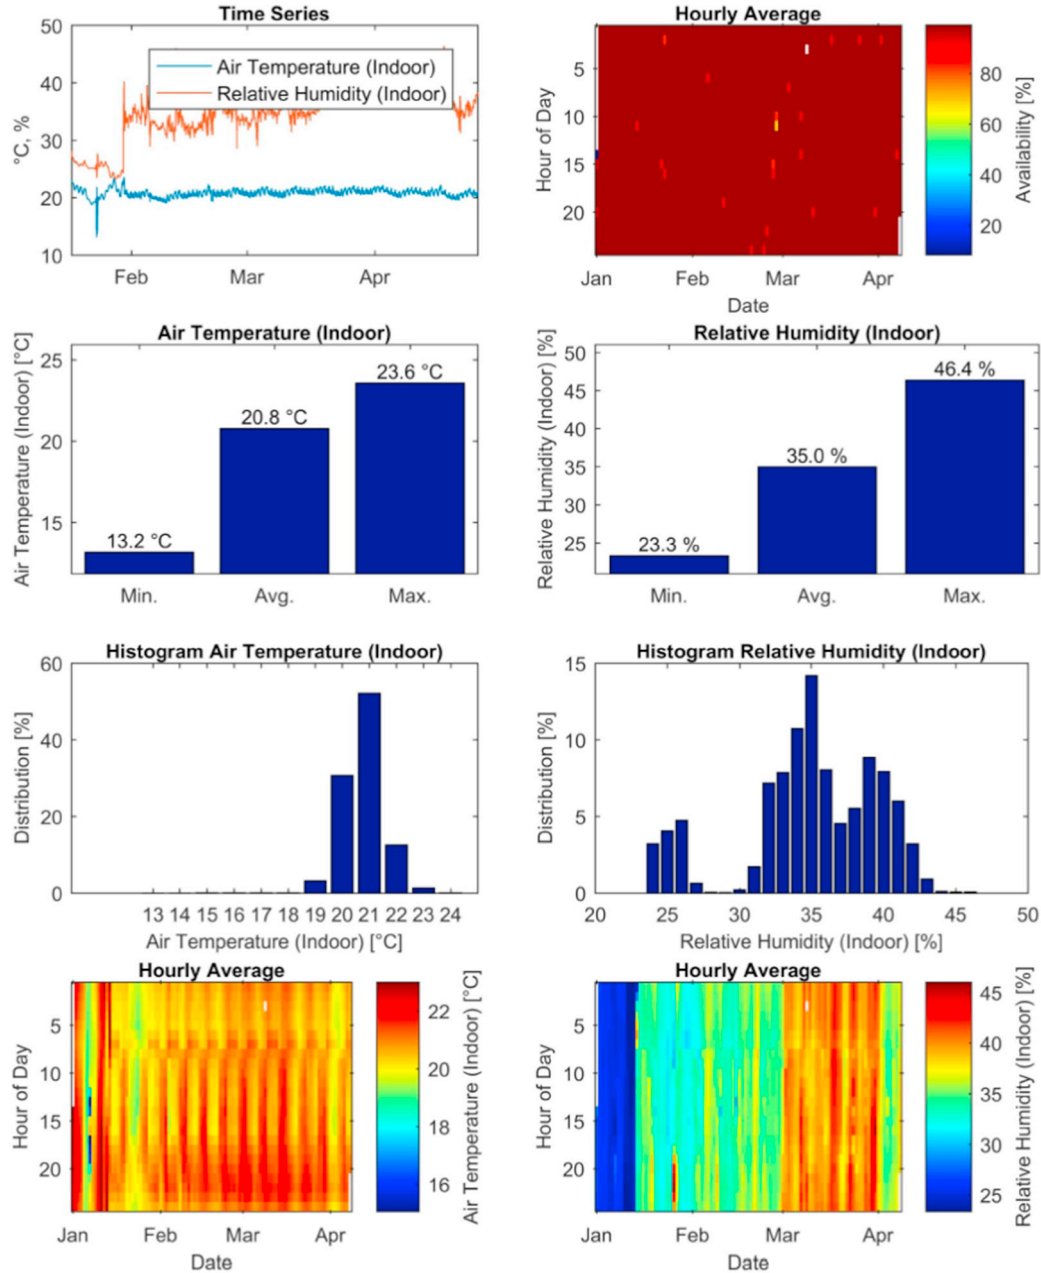 Time Series
50
40
30
20
10
°C, %
Air Temperature (Indoor)
Relative Humidity (Indoor)
Feb Mar Apr
Hourly Average
5
10
15
20
Hour of Day
Jan Feb Mar Apr
Date
80
60
40
20
Availability [%]
Air Temperature (Indoor)
25
20
15
Air Temperature (Indoor) [°C]
13.2 °C
20.8 °C
23.6 °C
Min. Avg. Max.
Relative Humidity (Indoor)
50
45
40
35
30
25
Relative Humidity (Indoor) [%]
23.3 %
35.0 %
46.4 %
Min. Avg. Max.
Histogram Air Temperature (Indoor)
60
40
20
0
Distribution [%]
13 14 15 16 17 18 19 20 21 22 23 24
Air Temperature (Indoor) [°C]
Histogram Relative Humidity (Indoor)
15
10
5
0
Distribution [%]
20 25 30 35 40 45 50
Relative Humidity (Indoor) [%]
Hourly Average
5
10
15
20
Hour of Day
Jan Feb Mar Apr
Date
22
20
18
16
Air Temperature (Indoor) [°C]
Hourly Average
5
10
15
20
Hour of Day
Jan Feb Mar Apr
Date
45
40
35
30
25
Relative Humidity (Indoor) [%]